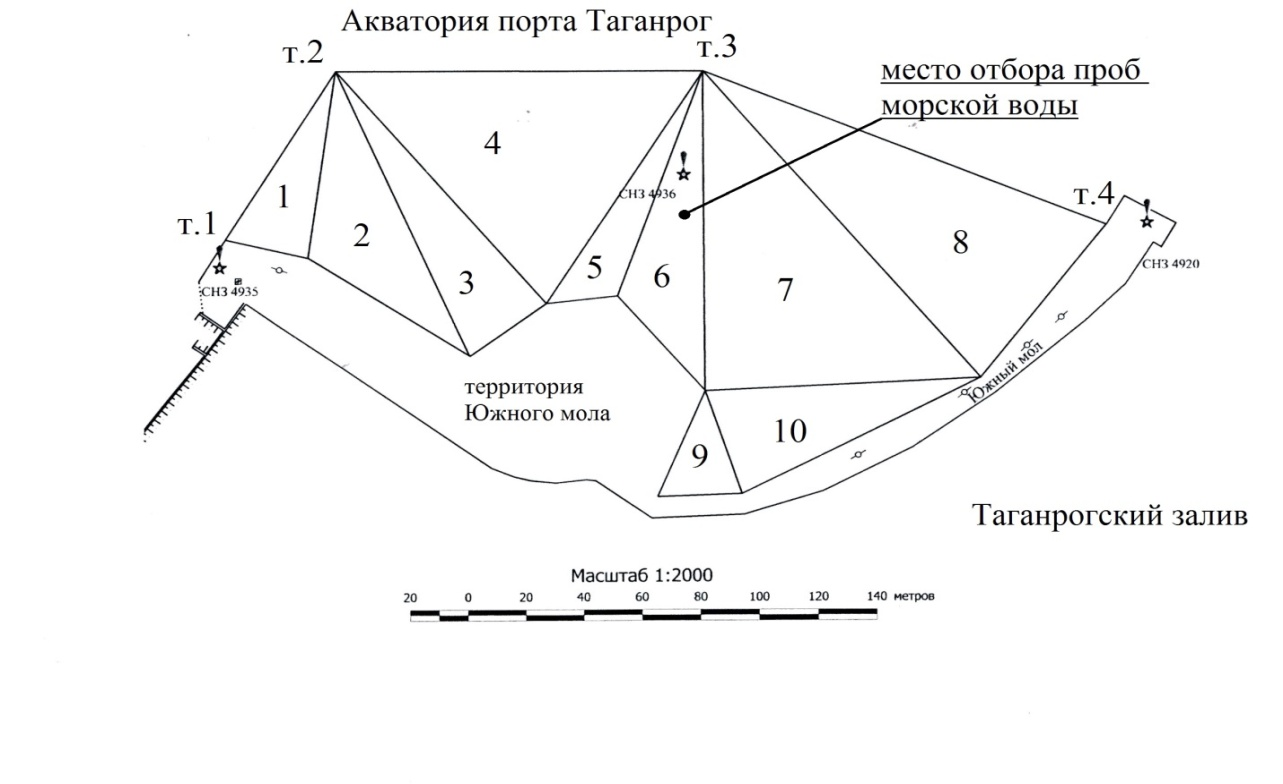 Акватория порта Таганрог
т.2
т.3
место отбора проб
морской воды
4
1
СНЗ 4936
т.4
т.1
2
8
5
6
3
7
СНЗ 4920
СНЗ 4935
Южный мол
территория
Южного мола
10
9
Таганрогский залив
Масштаб 1:2000
20 0 20 40 60 80 100 120 140 метров